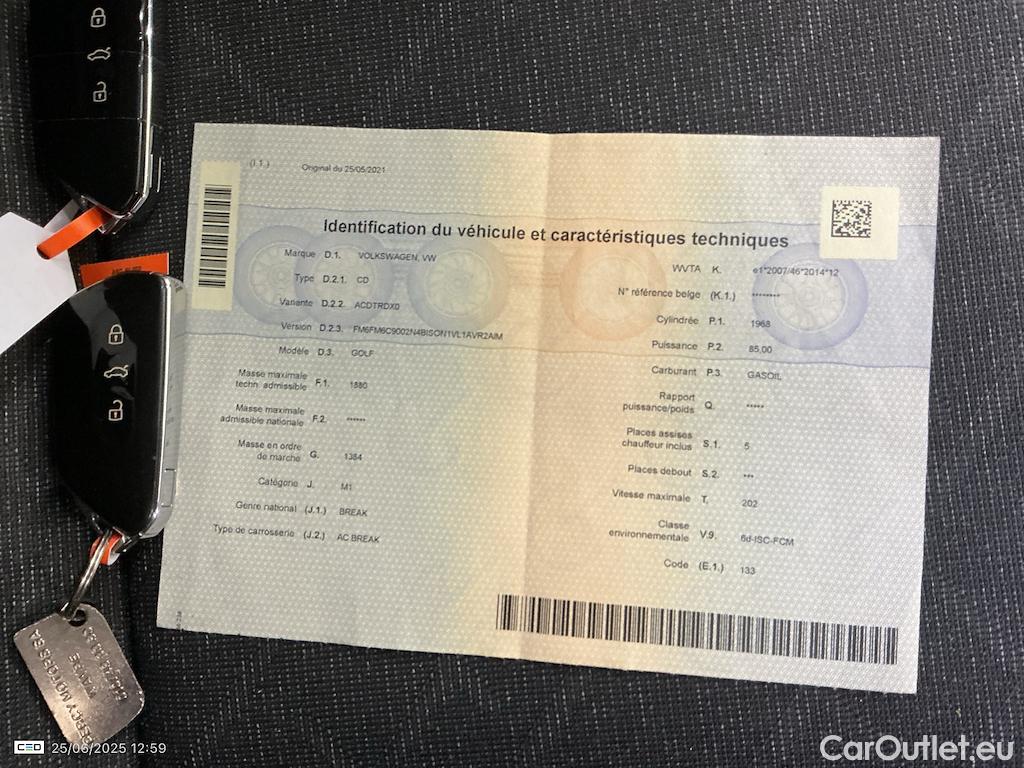 (I.1.) Original du 25/05/2021
Identification du véhicule et caractéristiques techniques
Marque D.1. VOLKSWAGEN, VW
Type D.2.1. CD
Variante D.2.2. ACDTRDX0
Version D.2.3. FM6FM6C9002N4BISON1VL1AVR2AIM
Modèle D.3. GOLF
Masse maximale
techn. admissible F.1. 1880
Masse maximale
admissible nationale F.2. ******
Masse en ordre
de marche G. 1384
Catégorie J. M1
Genre national (J.1.) BREAK
Type de carrosserie (J.2.) AC BREAK
WVTA K. e1*2007/46*2014*12
N° référence belge (K.1.) ********
Cylindrée P.1. 1968
Puissance P.2. 85,00
Carburant P.3. GASOIL
Rapport
puissance/poids Q. *****
Places assises
chauffeur inclus S.1. 5
Places debout S.2. ***
Vitesse maximale T. 202
Classe
environnementale V.9. 6d-ISC-FCM
Code (E.1.) 133
MOTORS SA
WAVRE
CEO 25/06/2025 12:59
CarOutlet.eu